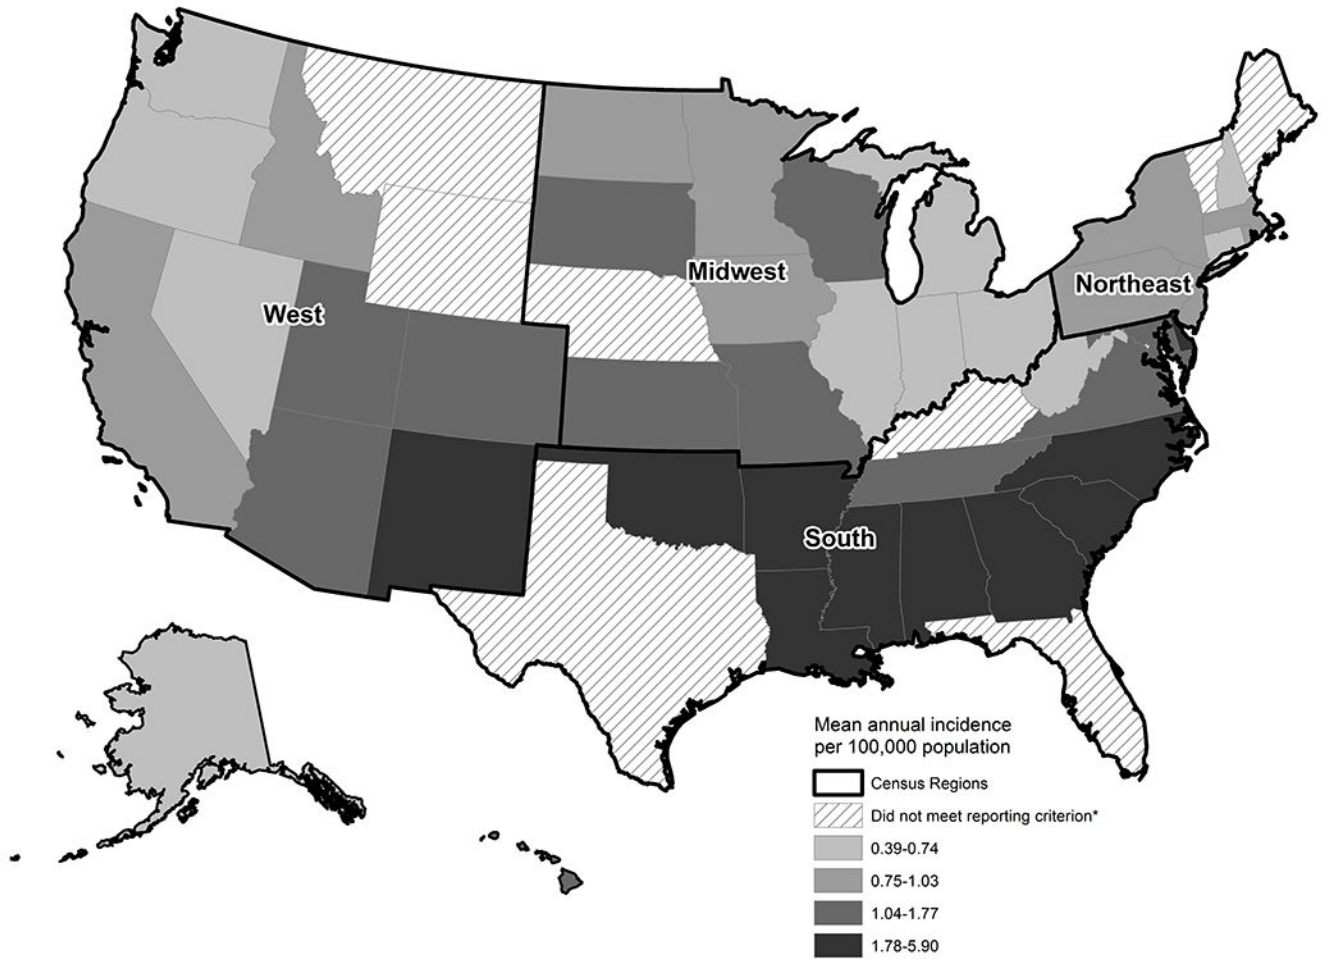 Midwest
Northeast
West
South
Mean annual incidence
per 100,000 population
Census Regions
Did not meet reporting criterion*
0.39-0.74
0.75-1.03
1.04-1.77
1.78-5.90